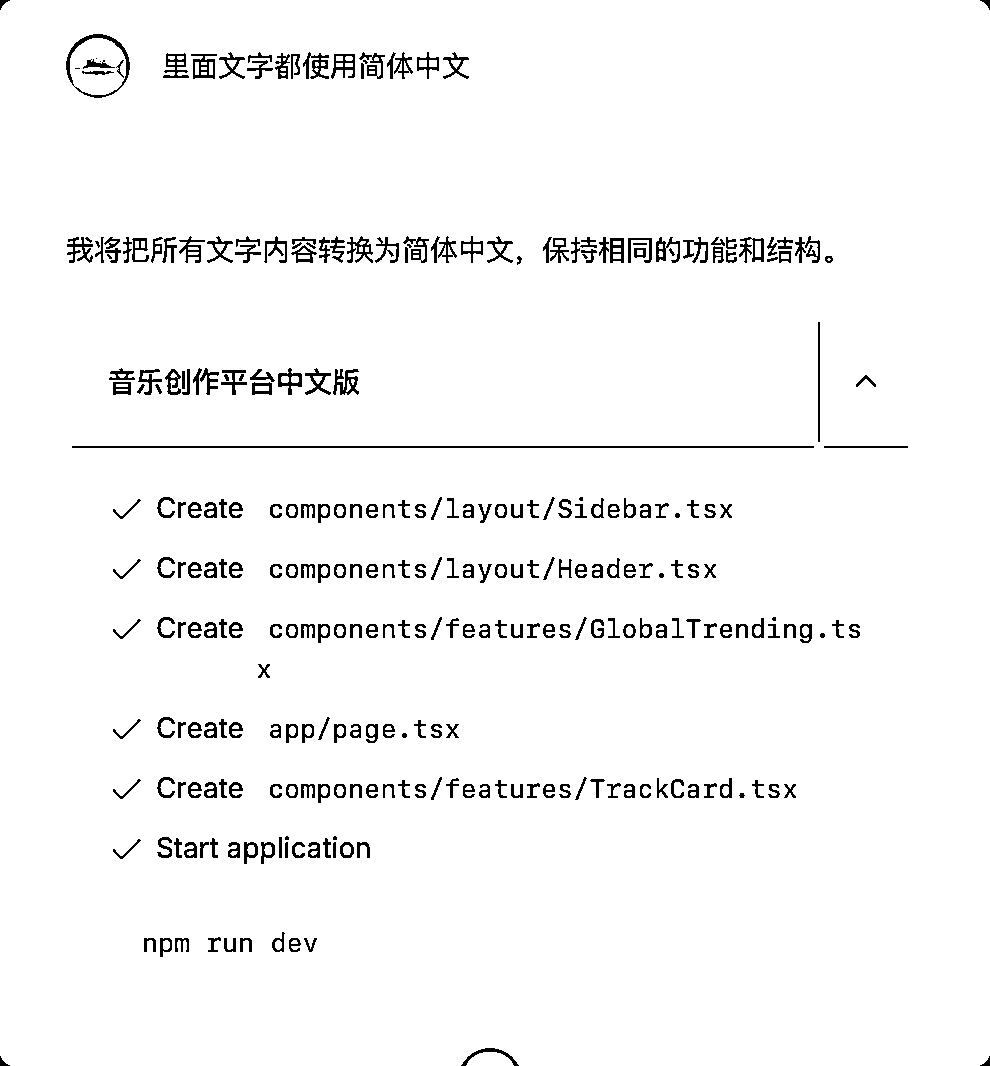 里面文字都使用简体中文
我将把所有文字内容转换为简体中文，保持相同的功能和结构。
音乐创作平台中文版
Create components/layout/Sidebar.tsx
Create components/layout/Header.tsx
Create components/features/GlobalTrending.ts
x
Create app/page.tsx
Create components/features/TrackCard.tsx
Start application
npm run dev